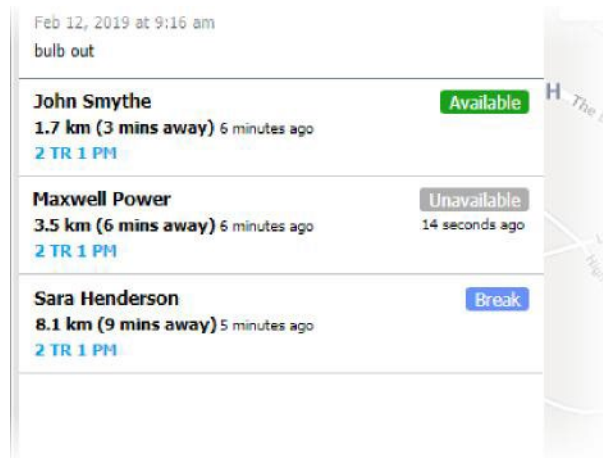 Feb 12, 2019 at 9:16 am
bulb out
John Smythe
Available
1.7 km (3 mins away) 6 minutes ago
2 TR 1 PM
Maxwell Power
Unavailable
3.5 km (6 mins away) 6 minutes ago
14 seconds ago
2 TR 1 PM
Sara Henderson
Break
8.1 km (9 mins away) 5 minutes ago
2 TR 1 PM
H
The